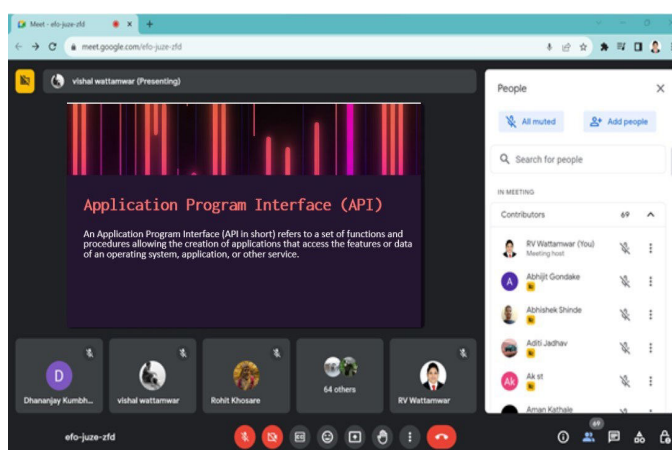 Meet - efo-juze-zfd
meet.google.com/efo-juze-zfd
vishal wattamwar (Presenting)
Application Program Interface (API)
An Application Program Interface (API in short) refers to a set of functions and
procedures allowing the creation of applications that access the features or data
of an operating system, application, or other service.
D
Dhananjay Kumbh...
vishal wattamwar
Rohit Khosare
64 others
RV Wattamwar
efo-juze-zfd
People
All muted
Add people
Search for people
IN MEETING
Contributors
69
RV Wattamwar (You)
Meeting host
A
Abhijit Gondake
Abhishek Shinde
Aditi Jadhav
Ak
Ak st
Aman Kathale
69